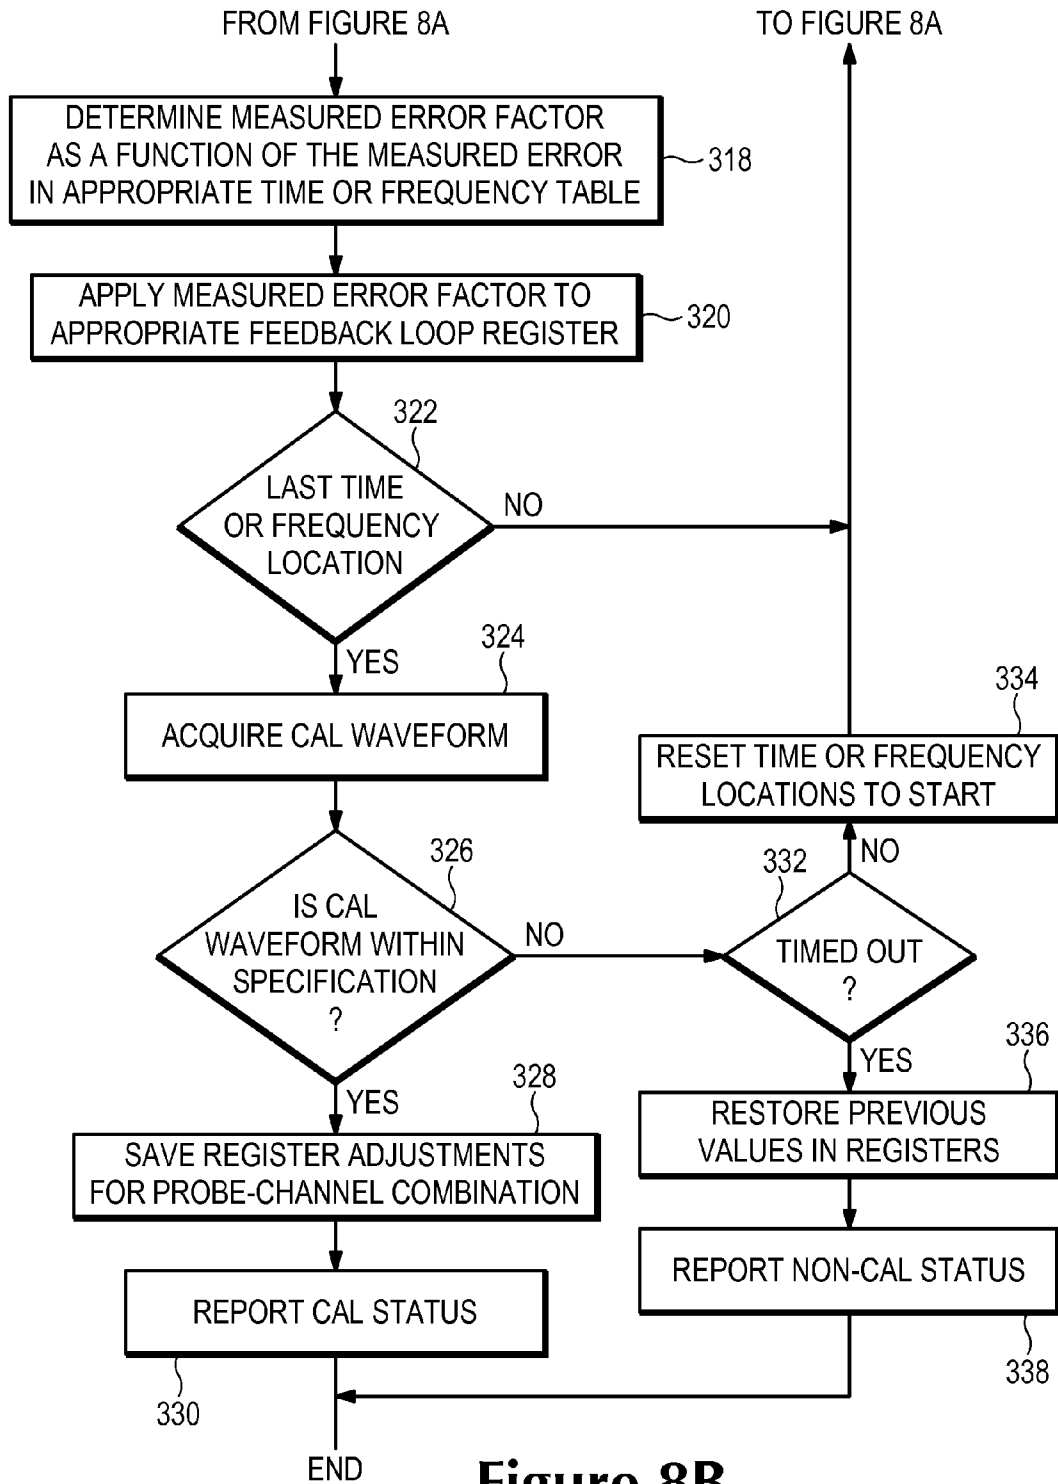 FROM FIGURE 8A
TO FIGURE 8A
DETERMINE MEASURED ERROR FACTOR
AS A FUNCTION OF THE MEASURED ERROR
IN APPROPRIATE TIME OR FREQUENCY TABLE
318
APPLY MEASURED ERROR FACTOR TO
APPROPRIATE FEEDBACK LOOP REGISTER
320
322
LAST TIME
OR FREQUENCY
LOCATION
NO
YES
324
ACQUIRE CAL WAVEFORM
334
RESET TIME OR FREQUENCY
LOCATIONS TO START
326
IS CAL
WAVEFORM WITHIN
SPECIFICATION
?
NO
332
NO
TIMED OUT
?
YES
YES
328
SAVE REGISTER ADJUSTMENTS
FOR PROBE-CHANNEL COMBINATION
336
RESTORE PREVIOUS
VALUES IN REGISTERS
REPORT CAL STATUS
330
REPORT NON-CAL STATUS
338
END
Figure 8B